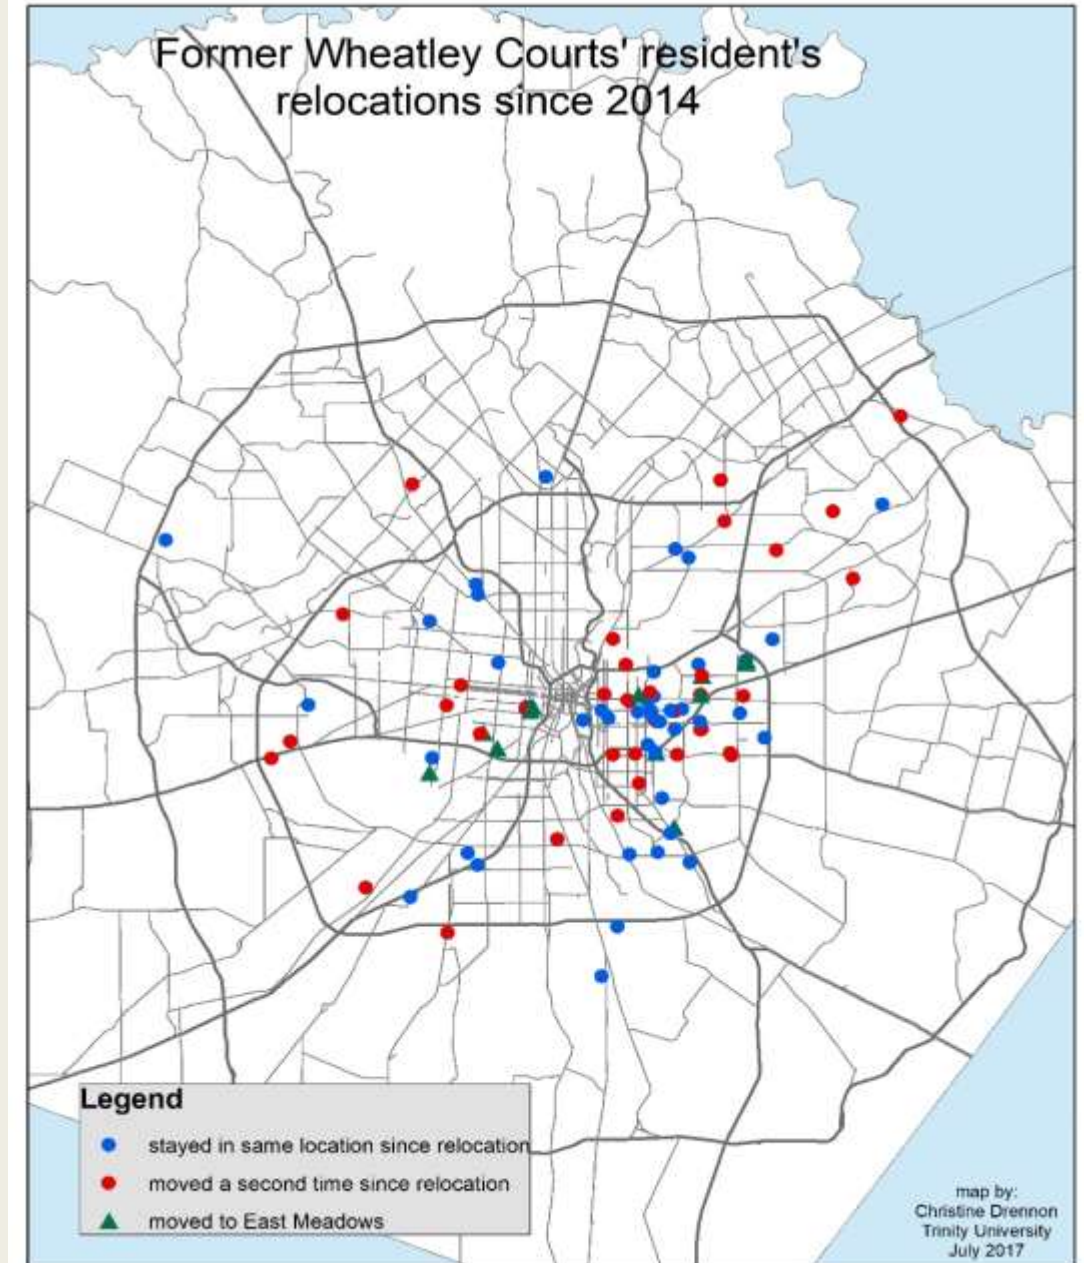 Former Wheatley Courts' resident's
relocations since 2014
Legend
stayed in same location since relocation
moved a second time since relocation
moved to East Meadows
map by:
Christine Drennon
Trinity University
July 2017